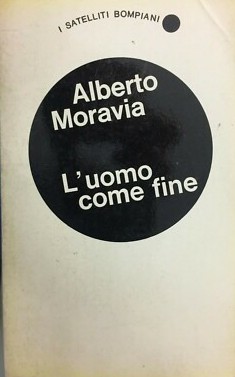 I SATELLITI BOMPIANI
Alberto
Moravia
L'uomo
come fine